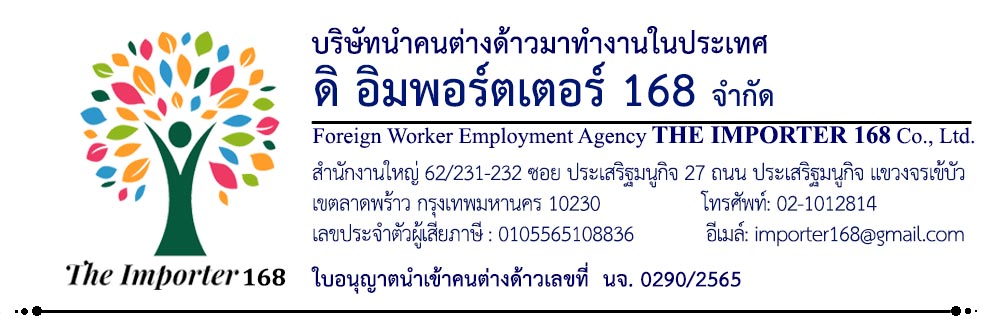 บริษัทนำคนต่างด้าวมาทำงานในประเทศ
ดิ อิมพอร์ตเตอร์ 168 จำกัด
Foreign Worker Employment Agency THE IMPORTER 168 Co., Ltd.
สำนักงานใหญ่ 62/231-232 ซอย ประเสริฐมนูกิจ 27 ถนน ประเสริฐมนูกิจ แขวงจรเข้บัว
เขตลาดพร้าว กรุงเทพมหานคร 10230 โทรศัพท์: 02-1012814
เลขประจำตัวผู้เสียภาษี : 0105565108836 อีเมล์: importer168@gmail.com
ใบอนุญาตนำเข้าคนต่างด้าวเลขที่ นจ. 0290/2565
The Importer 168